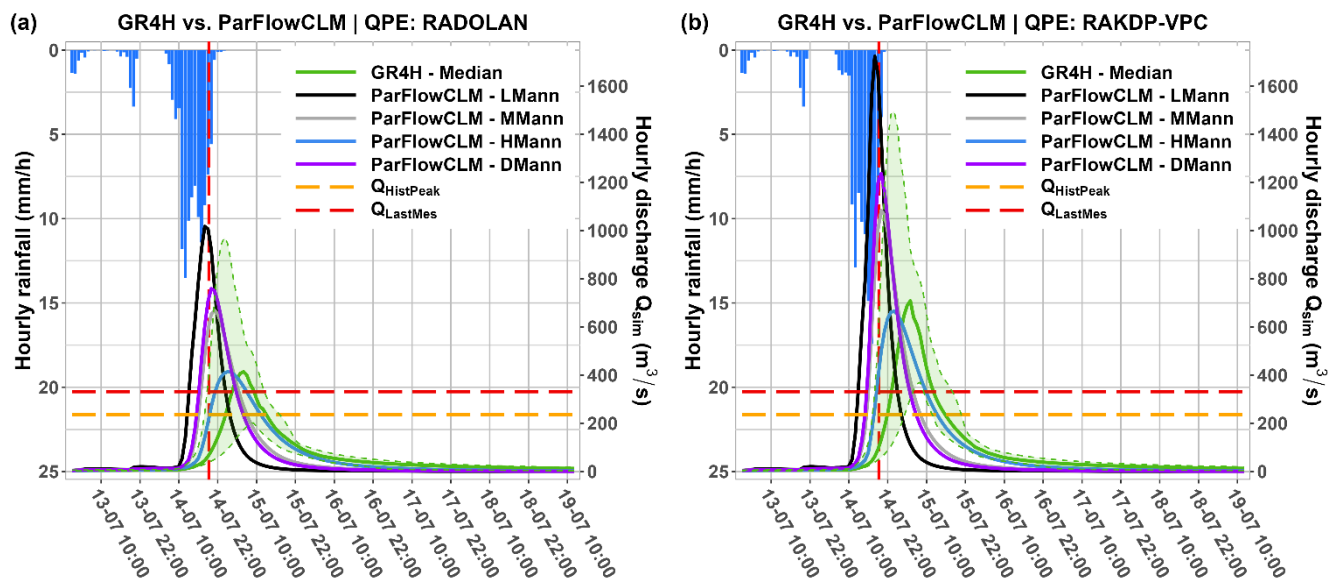 (a) GR4H vs. ParFlowCLM | QPE: RADOLAN
Hourly rainfall (mm/h)
0
5
10
15
20
25
GR4H - Median
ParFlowCLM - LMann
ParFlowCLM - MMann
ParFlowCLM - HMann
ParFlowCLM - DMann
QHistPeak
QLastMes
1600
1400
1200
1000
800
600
400
200
0
Hourly discharge Qsim (m³/s)
13-07 10:00
13-07 22:00
14-07 10:00
14-07 22:00
15-07 10:00
15-07 22:00
16-07 10:00
16-07 22:00
17-07 10:00
17-07 22:00
18-07 10:00
18-07 22:00
19-07 10:00
(b) GR4H vs. ParFlowCLM | QPE: RAKDP-VPC
Hourly rainfall (mm/h)
0
5
10
15
20
25
GR4H - Median
ParFlowCLM - LMann
ParFlowCLM - MMann
ParFlowCLM - HMann
ParFlowCLM - DMann
QHistPeak
QLastMes
1600
1400
1200
1000
800
600
400
200
0
Hourly discharge Qsim (m³/s)
13-07 10:00
13-07 22:00
14-07 10:00
14-07 22:00
15-07 10:00
15-07 22:00
16-07 10:00
16-07 22:00
17-07 10:00
17-07 22:00
18-07 10:00
18-07 22:00
19-07 10:00